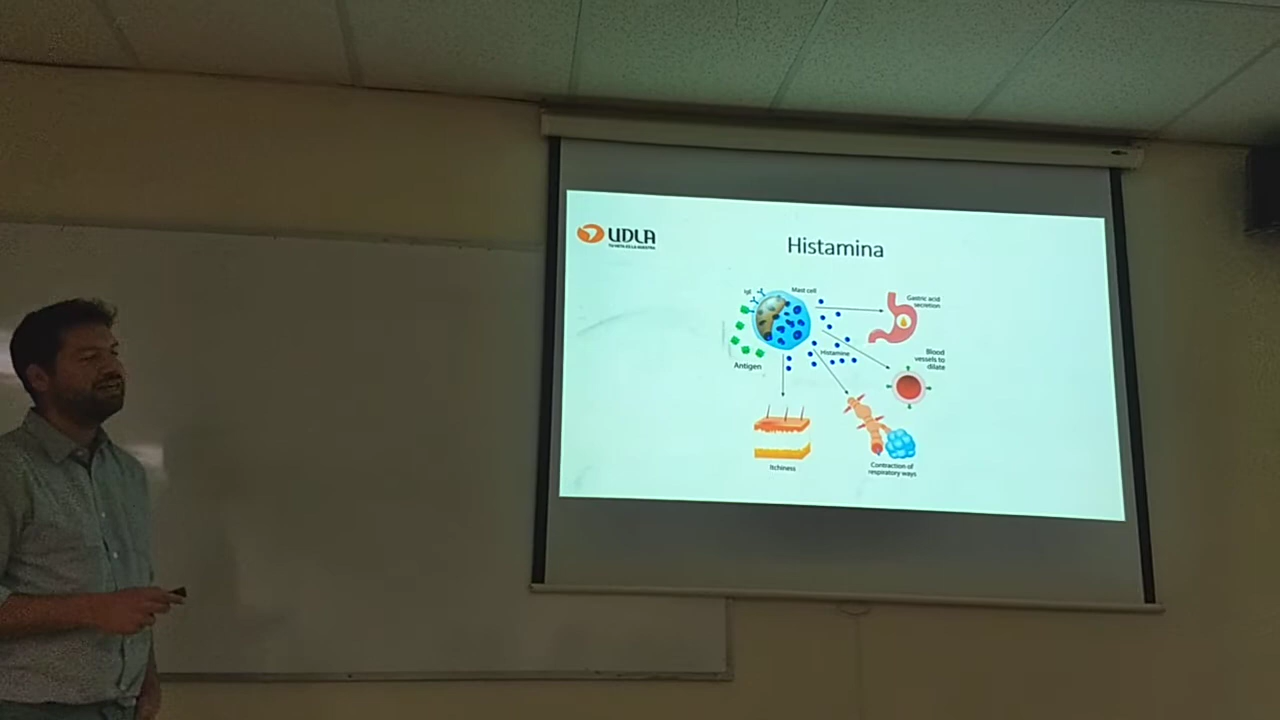 UDLA
Histamina
IgE
Mast cell
Gastric acid
secretion
Histamine
Blood
vessels to
dilate
Antigen
Itchiness
Contraction of
respiratory ways